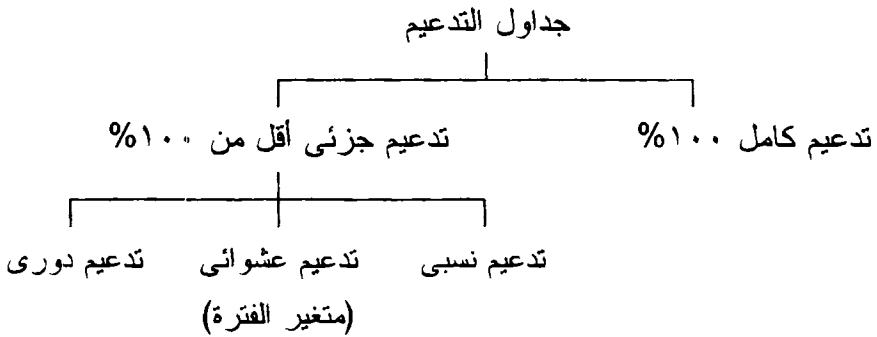 جداول التدعيم
تدعيم كامل ١٠٠% تدعيم جزئى أقل من ١٠٠%
تدعيم نسبى تدعيم عشوائى تدعيم دورى
(متغير الفترة)